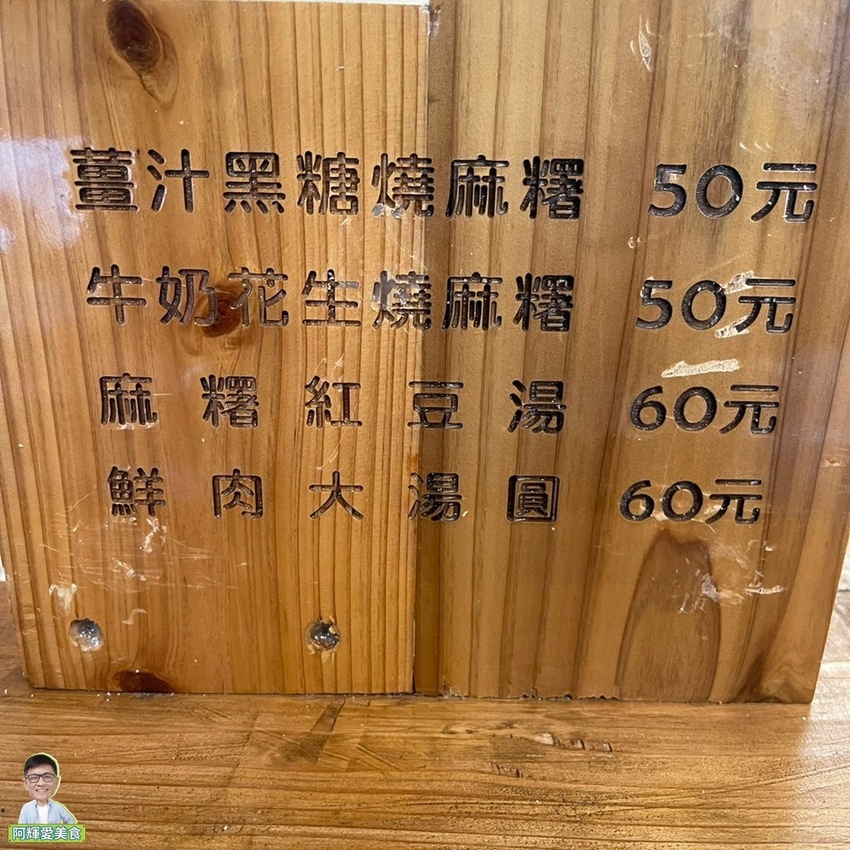 薑汁黑糖燒麻糬 50元
牛奶花生燒麻糬 50元
麻糬紅豆湯 60元
鮮肉大湯圓 60元
阿輝愛美食